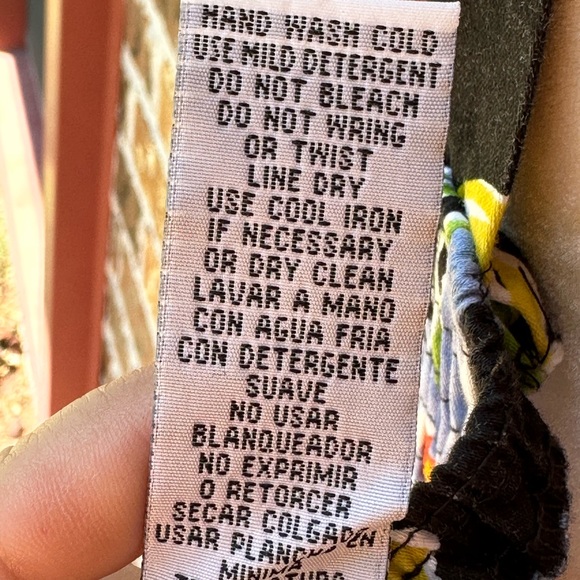 HAND WASH COLD
USE MILD DETERGENT
DO NOT BLEACH
DO NOT WRING
OR TWIST
LINE DRY
USE COOL IRON
IF NECESSARY
OR DRY CLEAN
LAVAR A MANO
CON AGUA FRIA
CON DETERGENTE
SUAVE
NO USAR
BLANQUEADOR
NO EXPRIMIR
O RETORCER
SECAR COLGADO
USAR